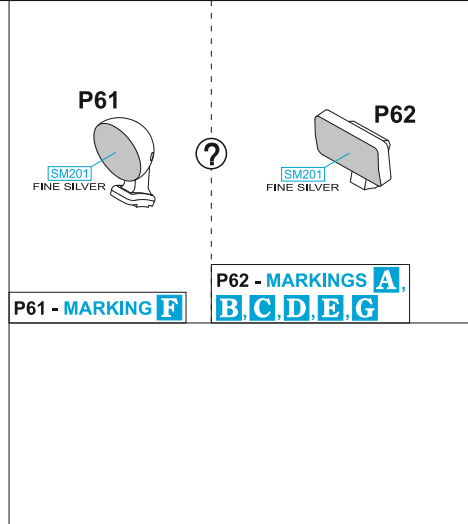 P61
SM201
FINE SILVER
?
P62
SM201
FINE SILVER
P61 - MARKING F
P62 - MARKINGS A,
B, C, D, E, G